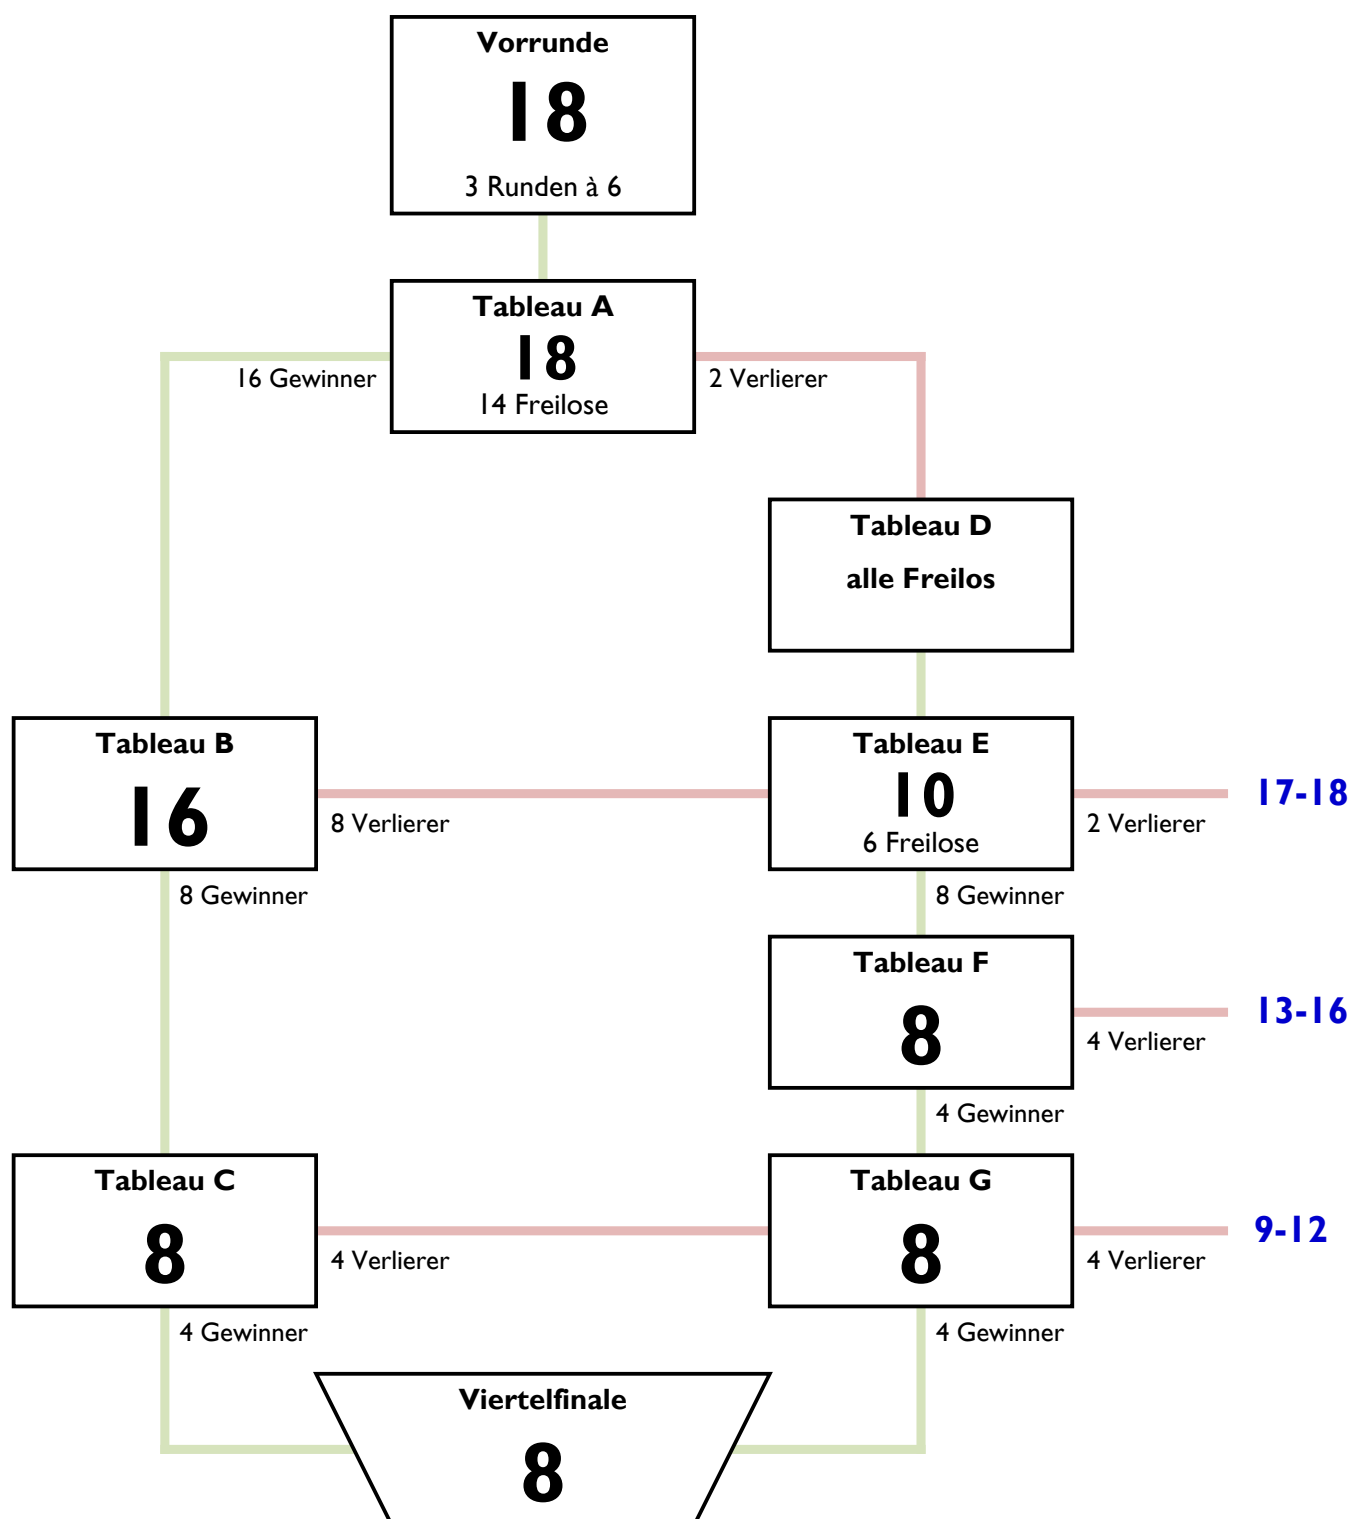 Vorrunde
18
3 Runden à 6
Tableau A
18
14 Freilose
16 Gewinner
2 Verlierer
Tableau D
alle Freilos
Tableau B
16
8 Verlierer
8 Gewinner
Tableau E
10
6 Freilose
2 Verlierer
17-18
8 Gewinner
Tableau F
8
4 Verlierer
13-16
4 Gewinner
Tableau C
8
4 Verlierer
4 Gewinner
Tableau G
8
4 Verlierer
9-12
4 Gewinner
Viertelfinale
8